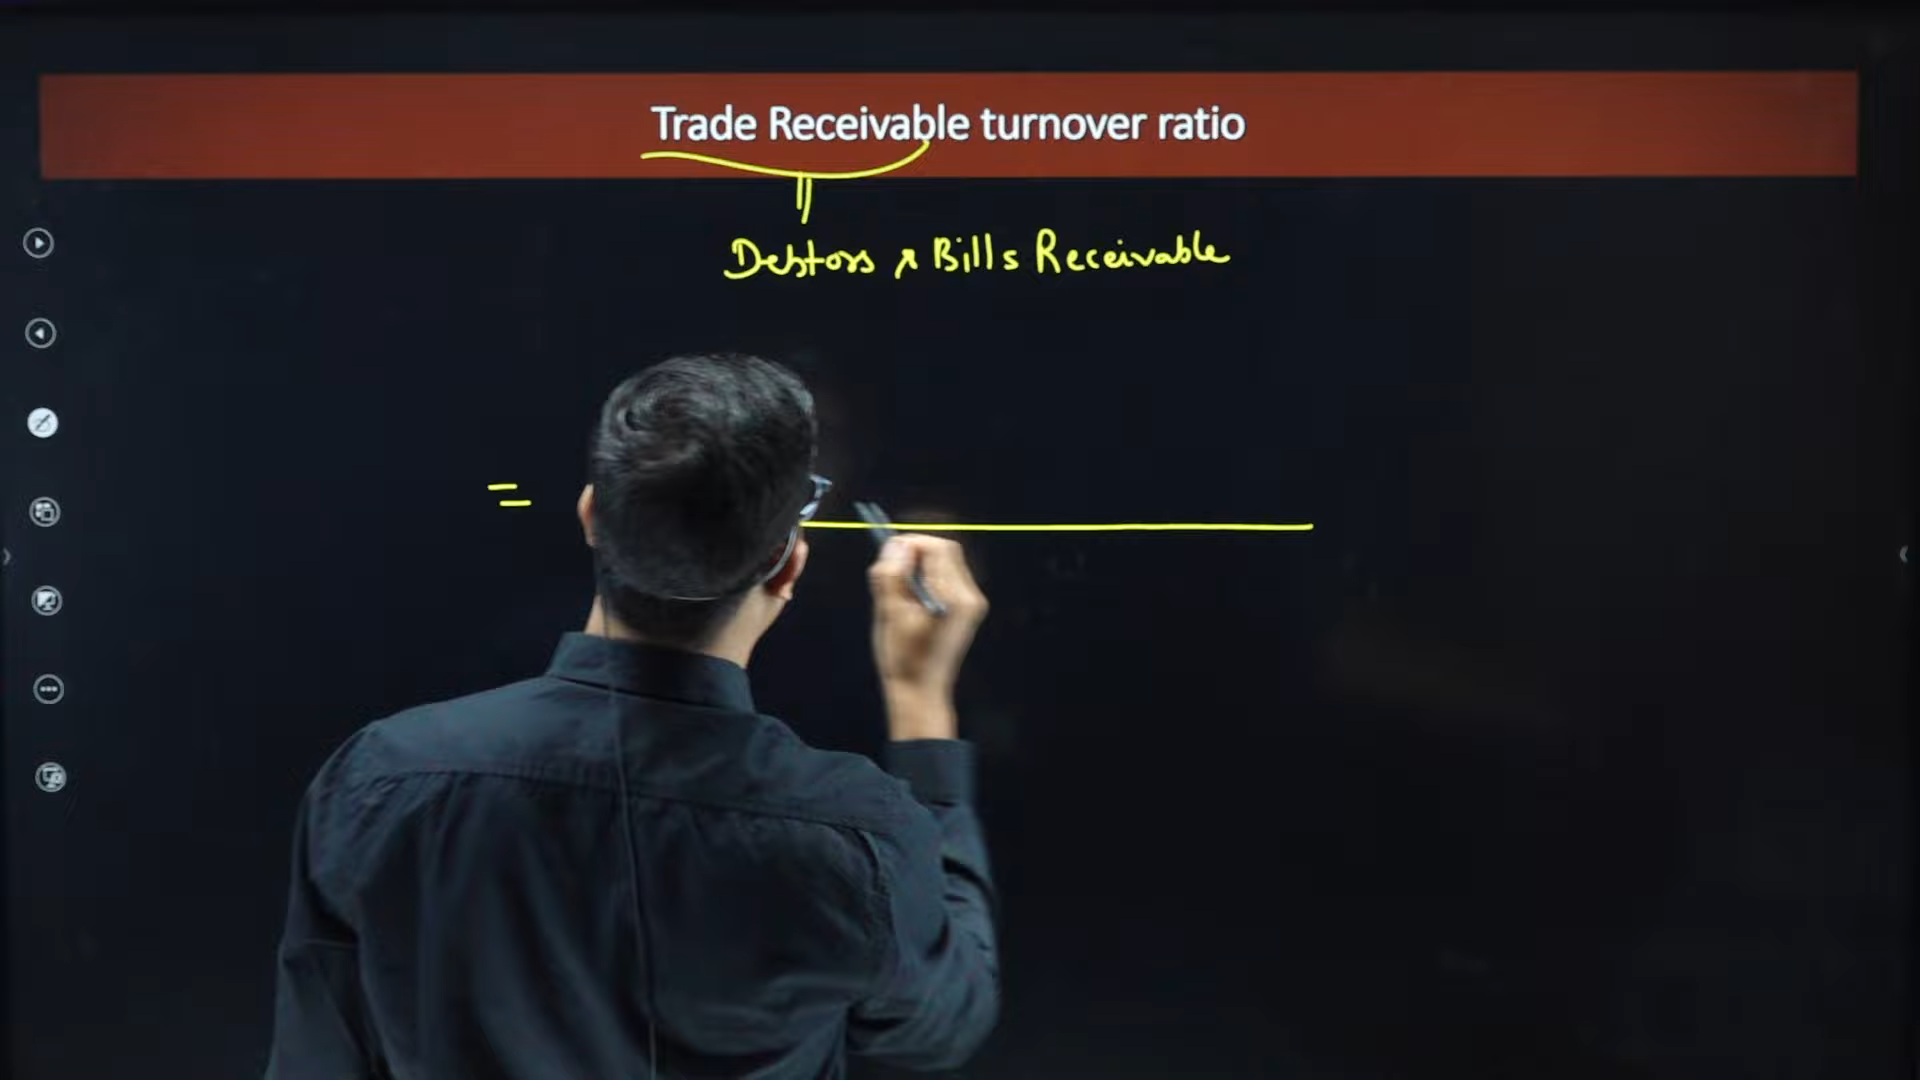 Trade Receivable turnover ratio
Debtors & Bills Receivable
=